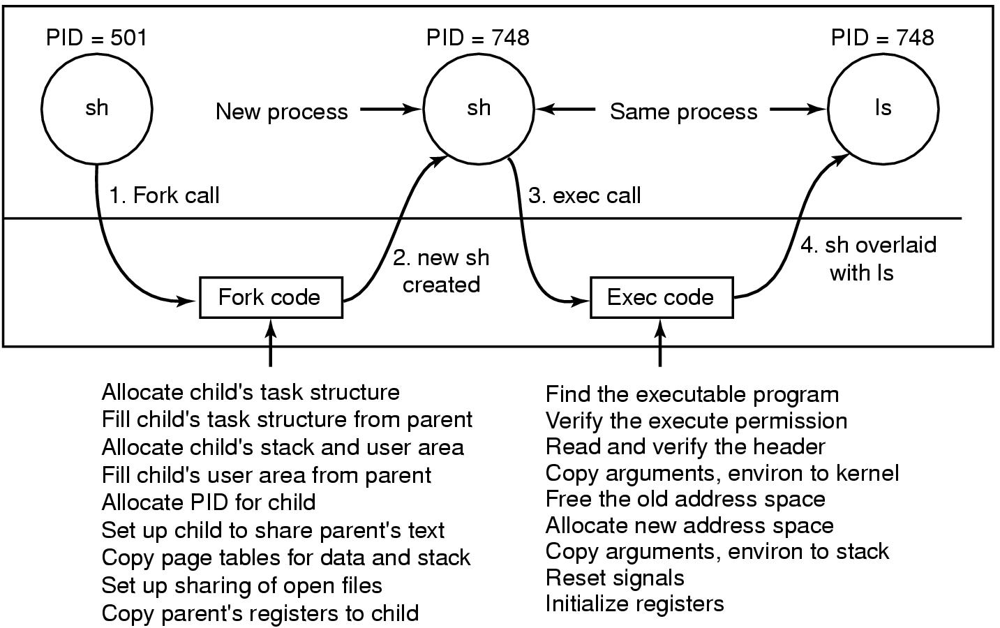 PID = 501
PID = 748
PID = 748
sh
New process
sh
Same process
ls
1. Fork call
3. exec call
2. new sh
created
4. sh overlaid
with ls
Fork code
Exec code
Allocate child's task structure
Fill child's task structure from parent
Allocate child's stack and user area
Fill child's user area from parent
Allocate PID for child
Set up child to share parent's text
Copy page tables for data and stack
Set up sharing of open files
Copy parent's registers to child
Find the executable program
Verify the execute permission
Read and verify the header
Copy arguments, environ to kernel
Free the old address space
Allocate new address space
Copy arguments, environ to stack
Reset signals
Initialize registers